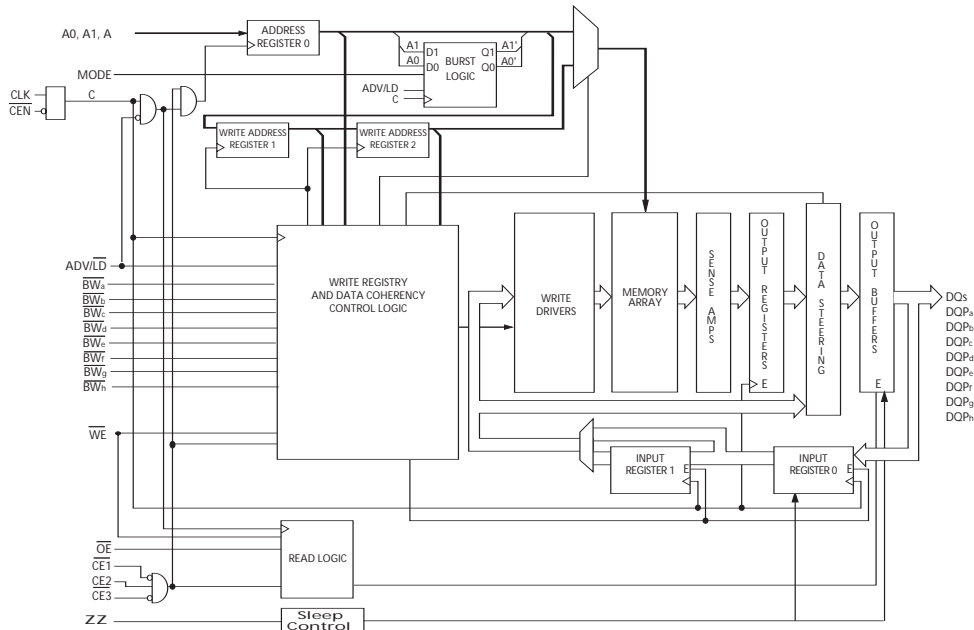 A0, A1, A
ADDRESS
REGISTER 0
A1
A0
D1
D0
BURST
LOGIC
Q1
Q0
A1'
A0'
MODE
ADV/LD
C
CLK
CEN
C
WRITE ADDRESS
REGISTER 1
WRITE ADDRESS
REGISTER 2
ADV/LD
BWa
BWb
BWc
BWd
BWe
BWf
BWg
BWh
WE
WRITE REGISTRY
AND DATA COHERENCY
CONTROL LOGIC
WRITE
DRIVERS
MEMORY
ARRAY
SENSE AMPS
OUTPUT REGISTERS
E
DATA STEERING
OUTPUT BUFFERS
E
DQs
DQPa
DQPb
DQPc
DQPd
DQPe
DQPf
DQPg
DQPh
INPUT
REGISTER 1
E
INPUT
REGISTER 0
E
OE
CE1
CE2
CE3
READ LOGIC
ZZ
Sleep
Control